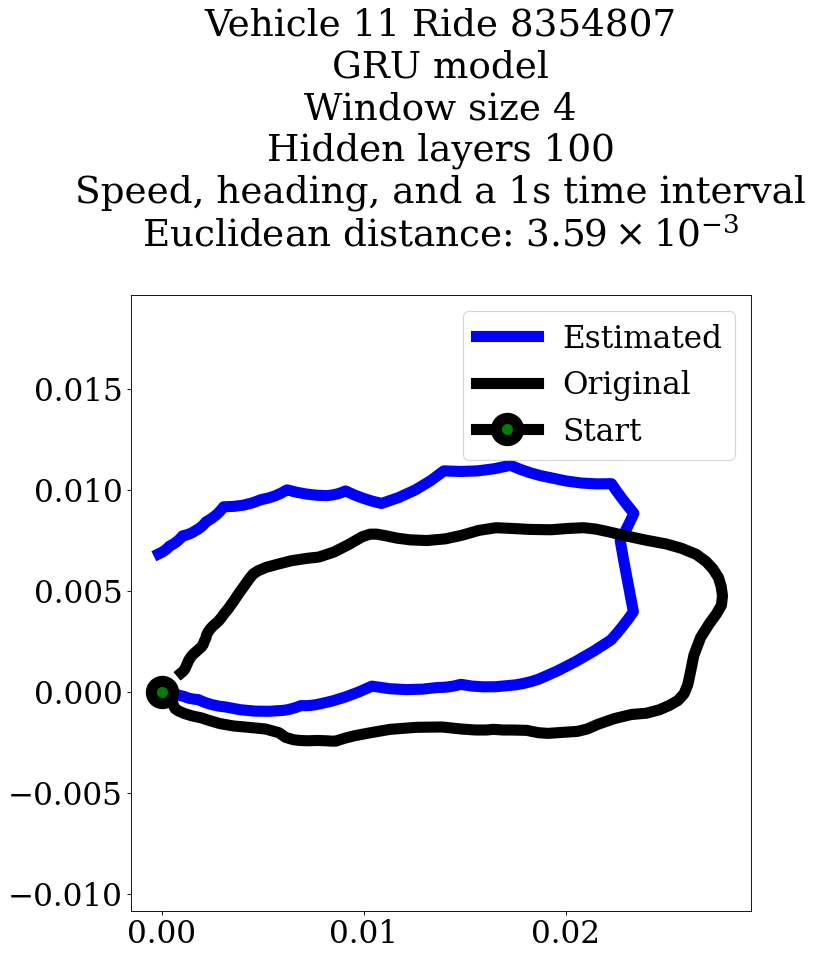 Vehicle 11 Ride 8354807
GRU model
Window size 4
Hidden layers 100
Speed, heading, and a 1s time interval
Euclidean distance: 3.59 × 10⁻³
Estimated
Original
Start
0.015
0.010
0.005
0.000
−0.005
−0.010
0.00 0.01 0.02